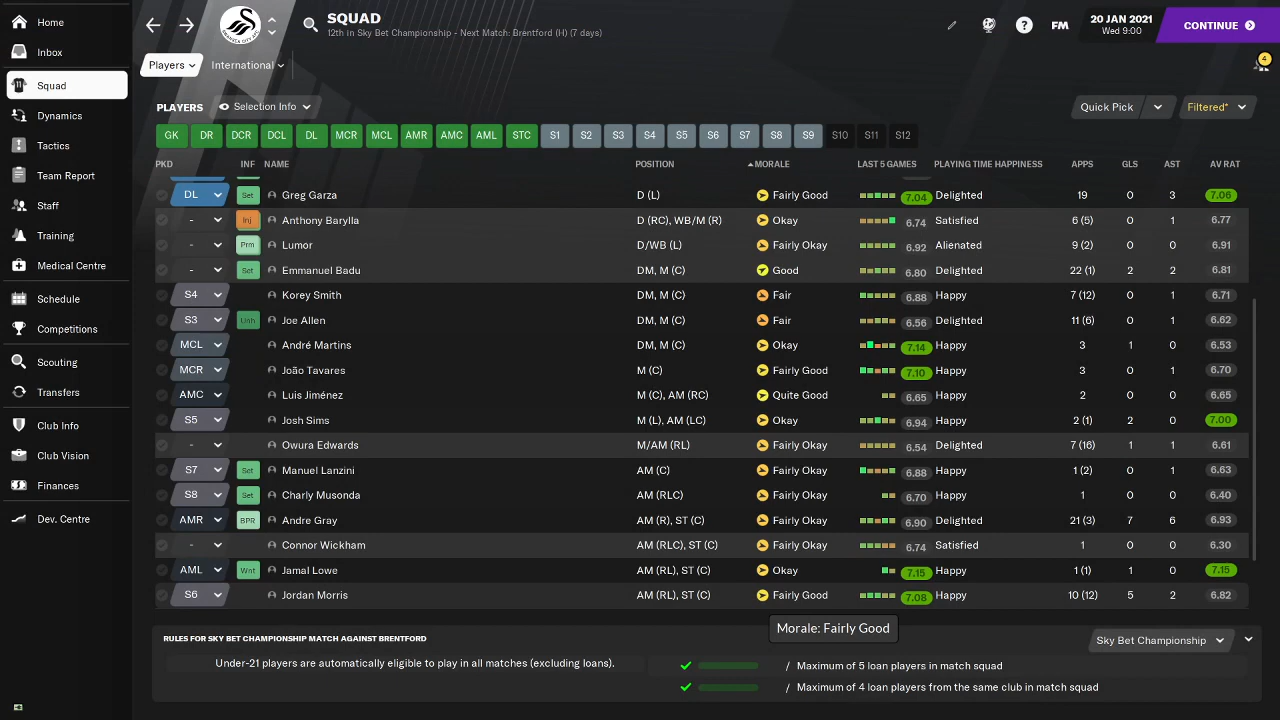 Home
Inbox
Squad
Dynamics
Tactics
Team Report
Staff
Training
Medical Centre
Schedule
Competitions
Scouting
Transfers
Club Info
Club Vision
Finances
Dev. Centre
SQUAD
12th in Sky Bet Championship - Next Match: Brentford (H) (7 days)
FM
20 JAN 2021
Wed 9:00
CONTINUE
4
Players
International
PLAYERS Selection Info
Quick Pick Filtered*
GK DR DCR DCL DL MCR MCL AMR AMC AML STC S1 S2 S3 S4 S5 S6 S7 S8 S9 S10 S11 S12
PKD INF NAME POSITION MORALE LAST 5 GAMES PLAYING TIME HAPPINESS APPS GLS AST AV RAT
DL Set Greg Garza D (L) Fairly Good 7.04 Delighted 19 0 3 7.06
- Inj Anthony Barylla D (RC), WB/M (R) Okay 6.74 Satisfied 6 (5) 0 1 6.77
- Prm Lumor D/WB (L) Fairly Okay 6.92 Alienated 9 (2) 0 0 6.91
- Set Emmanuel Badu DM, M (C) Good 6.80 Delighted 22 (1) 2 2 6.81
S4 Korey Smith DM, M (C) Fair 6.88 Happy 7 (12) 0 1 6.71
S3 Unh Joe Allen DM, M (C) Fair 6.56 Delighted 11 (6) 0 1 6.62
MCL André Martins DM, M (C) Okay 7.14 Happy 3 1 0 6.53
MCR João Tavares M (C) Fairly Good 7.10 Happy 3 0 1 6.70
AMC Luis Jiménez M (C), AM (RC) Quite Good 6.65 Happy 2 0 0 6.65
S5 Josh Sims M (L), AM (LC) Okay 6.94 Happy 2 (1) 2 0 7.00
- Owura Edwards M/AM (RL) Fairly Okay 6.54 Delighted 7 (16) 1 1 6.61
S7 Set Manuel Lanzini AM (C) Fairly Okay 6.88 Happy 1 (2) 0 1 6.63
S8 Set Charly Musonda AM (RLC) Fairly Okay 6.70 Happy 1 0 0 6.40
AMR BPR Andre Gray AM (R), ST (C) Fairly Okay 6.90 Delighted 21 (3) 7 6 6.93
- Connor Wickham AM (RLC), ST (C) Fairly Okay 6.74 Satisfied 1 0 0 6.30
AML Wnt Jamal Lowe AM (RL), ST (C) Okay 7.15 Happy 1 (1) 1 0 7.15
S6 Jordan Morris AM (RL), ST (C) Fairly Good 7.08 Happy 10 (12) 5 2 6.82
Morale: Fairly Good
RULES FOR SKY BET CHAMPIONSHIP MATCH AGAINST BRENTFORD
Sky Bet Championship
Under-21 players are automatically eligible to play in all matches (excluding loans).
/ Maximum of 5 loan players in match squad
/ Maximum of 4 loan players from the same club in match squad